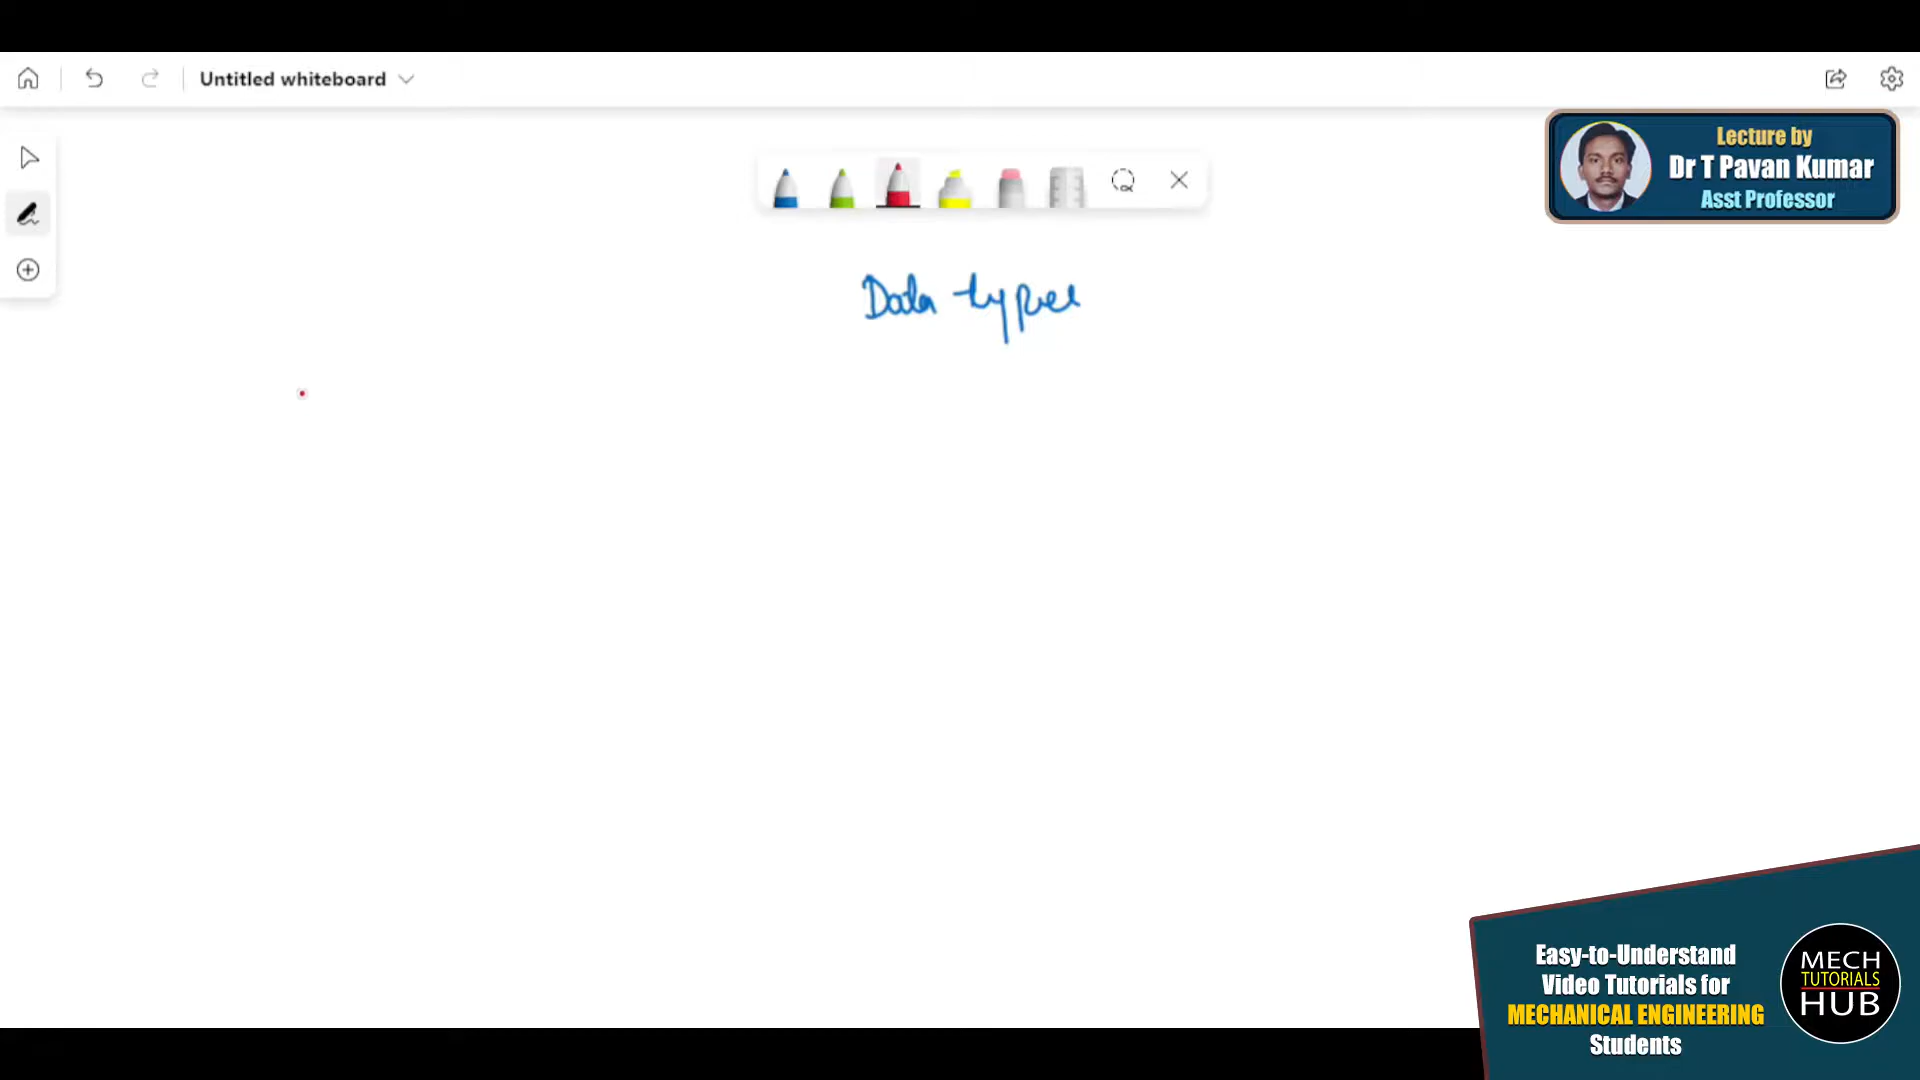 Untitled whiteboard
Lecture by
Dr T Pavan Kumar
Asst Professor
Data types
Easy-to-Understand
Video Tutorials for
MECHANICAL ENGINEERING
Students
MECH
TUTORIALS
HUB